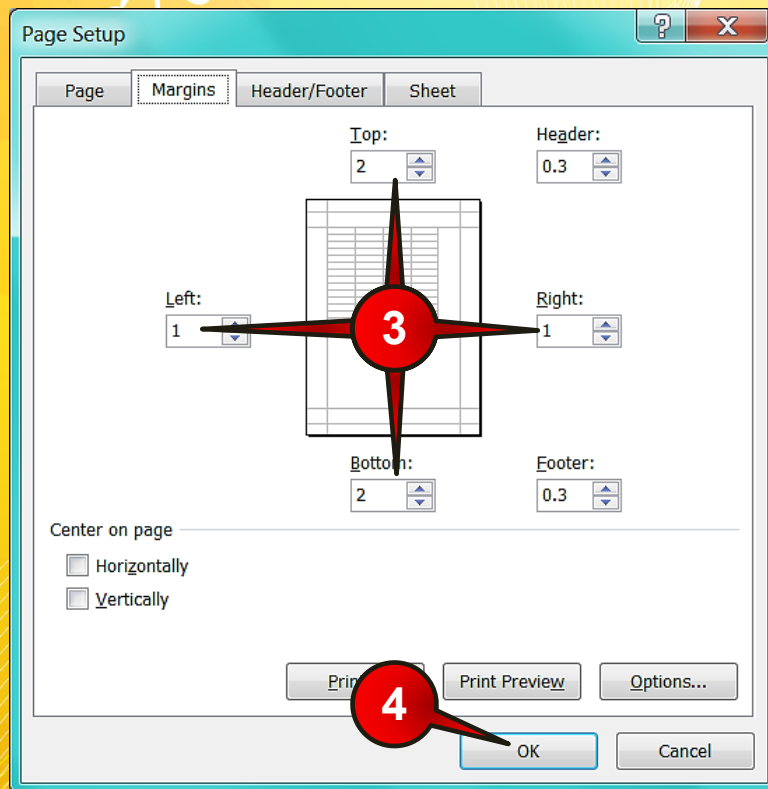 Page Setup
Page Margins Header/Footer Sheet
Top: Header:
2 0.3
Left: Right:
1 3 1
Bottom: Footer:
2 0.3
Center on page
Horizontally
Vertically
Print Preview Options...
4
OK Cancel